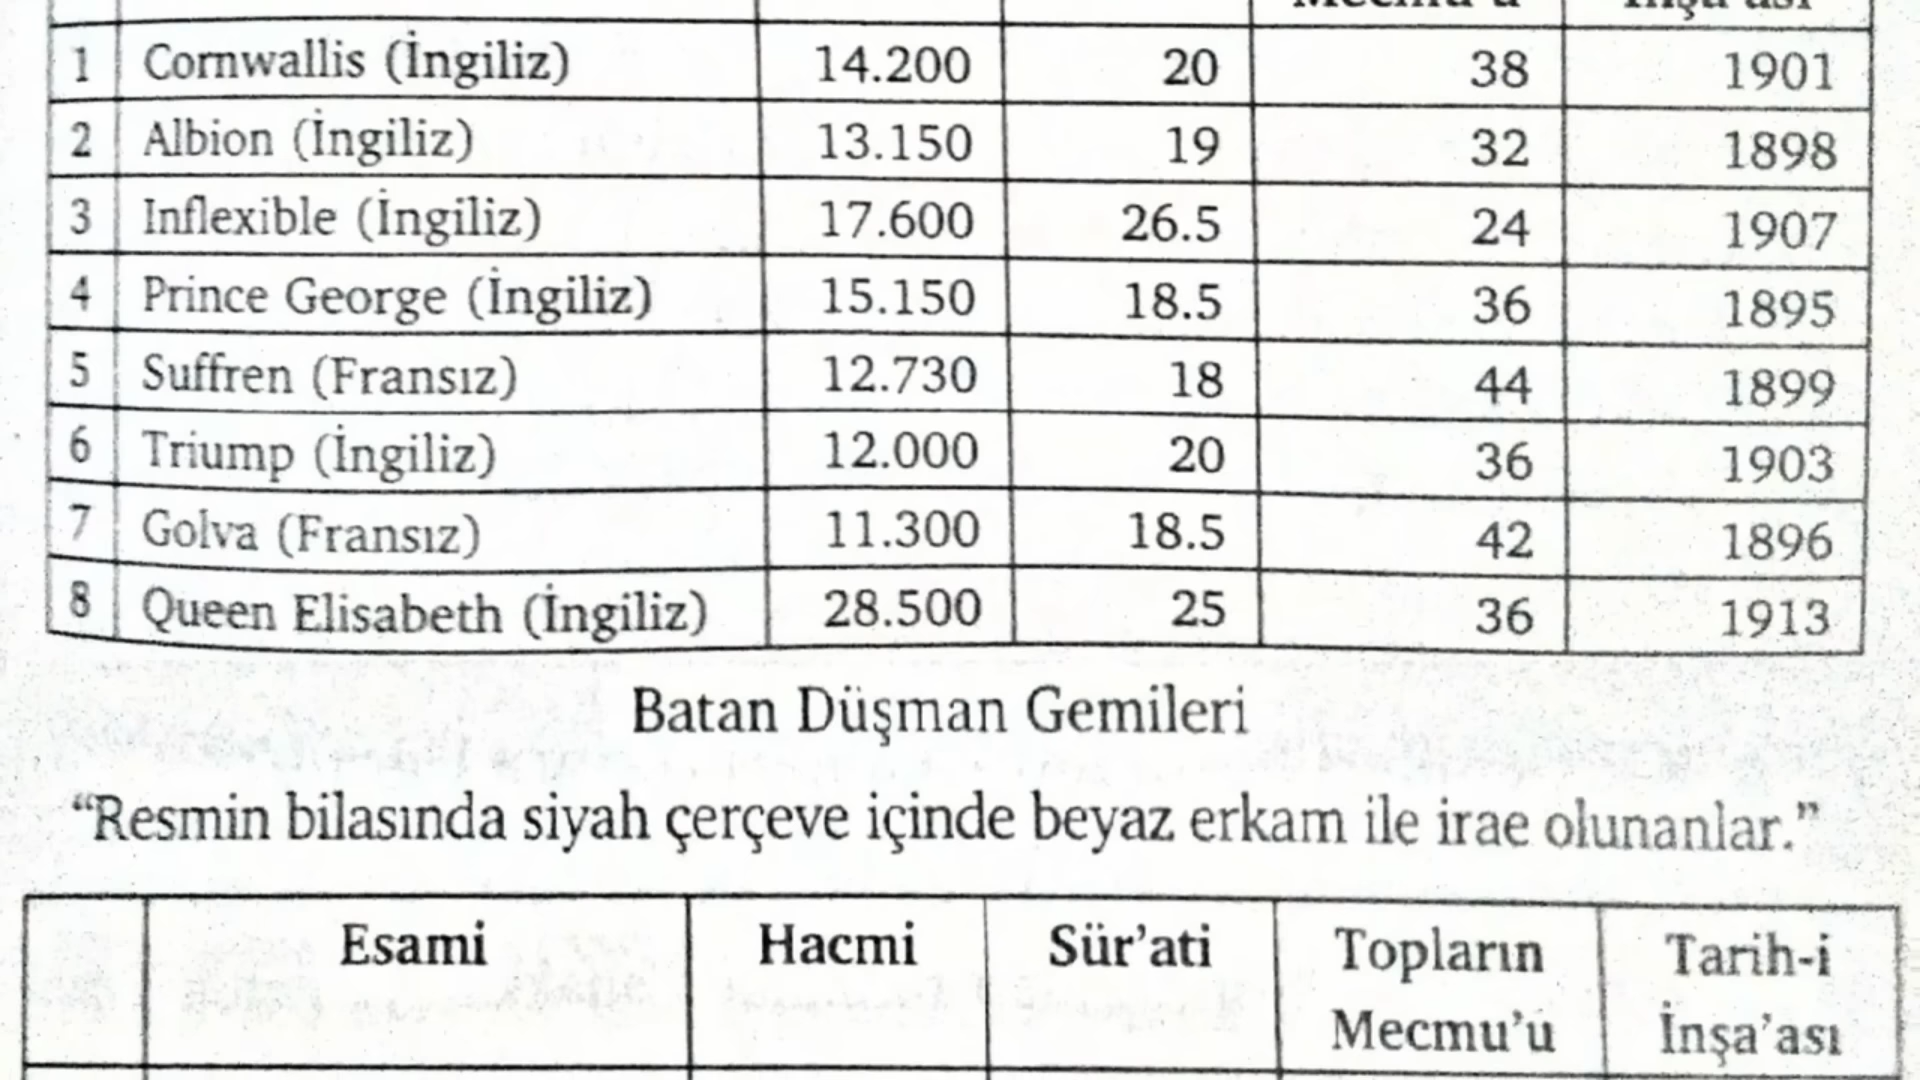 Mecmu'u İnşa'ası
1 Cornwallis (İngiliz) 14.200 20 38 1901
2 Albion (İngiliz) 13.150 19 32 1898
3 Inflexible (İngiliz) 17.600 26.5 24 1907
4 Prince George (İngiliz) 15.150 18.5 36 1895
5 Suffren (Fransız) 12.730 18 44 1899
6 Triump (İngiliz) 12.000 20 36 1903
7 Golva (Fransız) 11.300 18.5 42 1896
8 Queen Elisabeth (İngiliz) 28.500 25 36 1913
Batan Düşman Gemileri
“Resmin bilasında siyah çerçeve içinde beyaz erkam ile irae olunanlar.”
Esami Hacmi Sür’ati Topların Tarih-i
Mecmu’u İnşa’ası